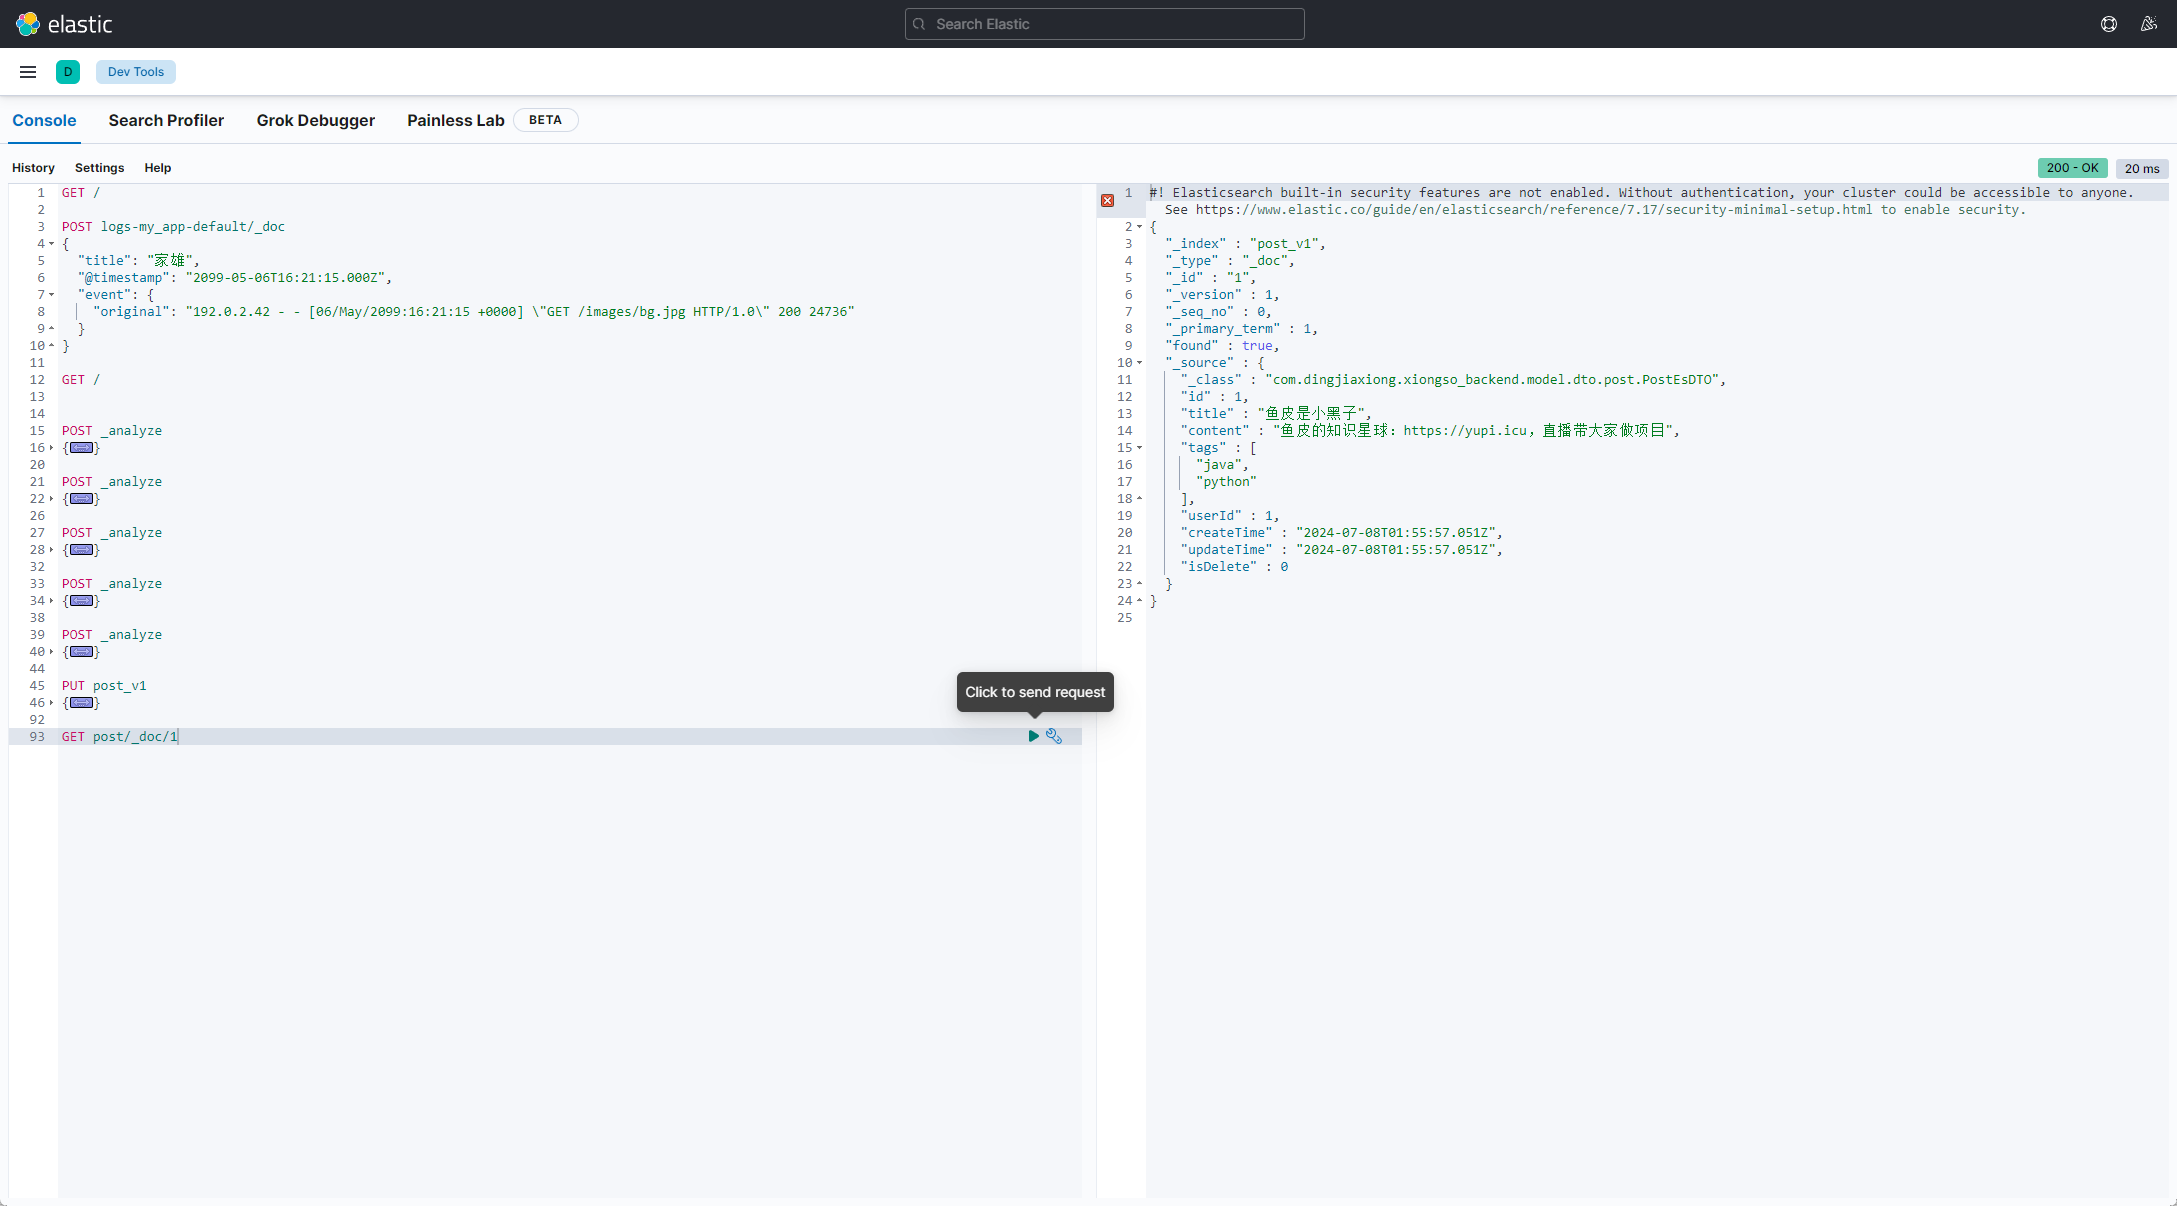 elastic
Search Elastic
D
Dev Tools
Console
Search Profiler
Grok Debugger
Painless Lab
BETA
History
Settings
Help
200 - OK
20 ms
1 GET /
2
3 POST logs-my_app-default/_doc
4 {
5 "title": "家雄",
6 "@timestamp": "2099-05-06T16:21:15.000Z",
7 "event": {
8 "original": "192.0.2.42 - - [06/May/2099:16:21:15 +0000] \"GET /images/bg.jpg HTTP/1.0\" 200 24736"
9 }
10 }
11
12 GET /
13
14
15 POST _analyze
16 {}
20
21 POST _analyze
22 {}
26
27 POST _analyze
28 {}
32
33 POST _analyze
34 {}
38
39 POST _analyze
40 {}
44
45 PUT post_v1
46 {}
92
93 GET post/_doc/1
Click to send request
1 #! Elasticsearch built-in security features are not enabled. Without authentication, your cluster could be accessible to anyone.
See https://www.elastic.co/guide/en/elasticsearch/reference/7.17/security-minimal-setup.html to enable security.
2 {
3 "_index" : "post_v1",
4 "_type" : "_doc",
5 "_id" : "1",
6 "_version" : 1,
7 "_seq_no" : 0,
8 "_primary_term" : 1,
9 "found" : true,
10 "_source" : {
11 "_class" : "com.dingjiaxiong.xiongso_backend.model.dto.post.PostEsDTO",
12 "id" : 1,
13 "title" : "鱼皮是小黑子",
14 "content" : "鱼皮的知识星球：https://yupi.icu，直播带大家做项目",
15 "tags" : [
16 "java",
17 "python"
18 ],
19 "userId" : 1,
20 "createTime" : "2024-07-08T01:55:57.051Z",
21 "updateTime" : "2024-07-08T01:55:57.051Z",
22 "isDelete" : 0
23 }
24 }
25